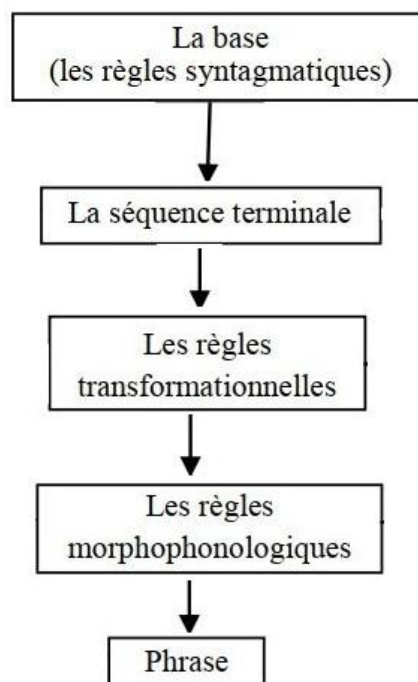 La base
(les règles syntagmatiques)
La séquence terminale
Les règles
transformationnelles
Les règles
morphophonologiques
Phrase